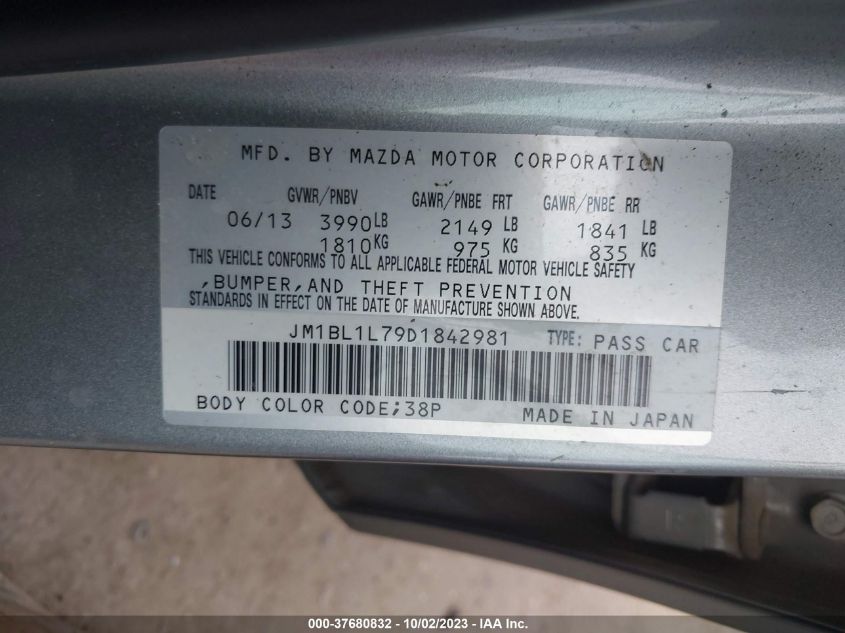 MFD. BY MAZDA MOTOR CORPORATION
DATE GVWR/PNBV GAWR/PNBE FRT GAWR/PNBE RR
06/13 3990LB 2149 LB 1841 LB
1810KG 975 KG 835 KG
THIS VEHICLE CONFORMS TO ALL APPLICABLE FEDERAL MOTOR VEHICLE SAFETY
,BUMPER,AND THEFT PREVENTION
STANDARDS IN EFFECT ON THE DATE OF MANUFACTURE SHOWN ABOVE.
JM1BL1L79D1842981 TYPE: PASS CAR
BODY COLOR CODE;38P MADE IN JAPAN
000-37680832 - 10/02/2023 - IAA Inc.